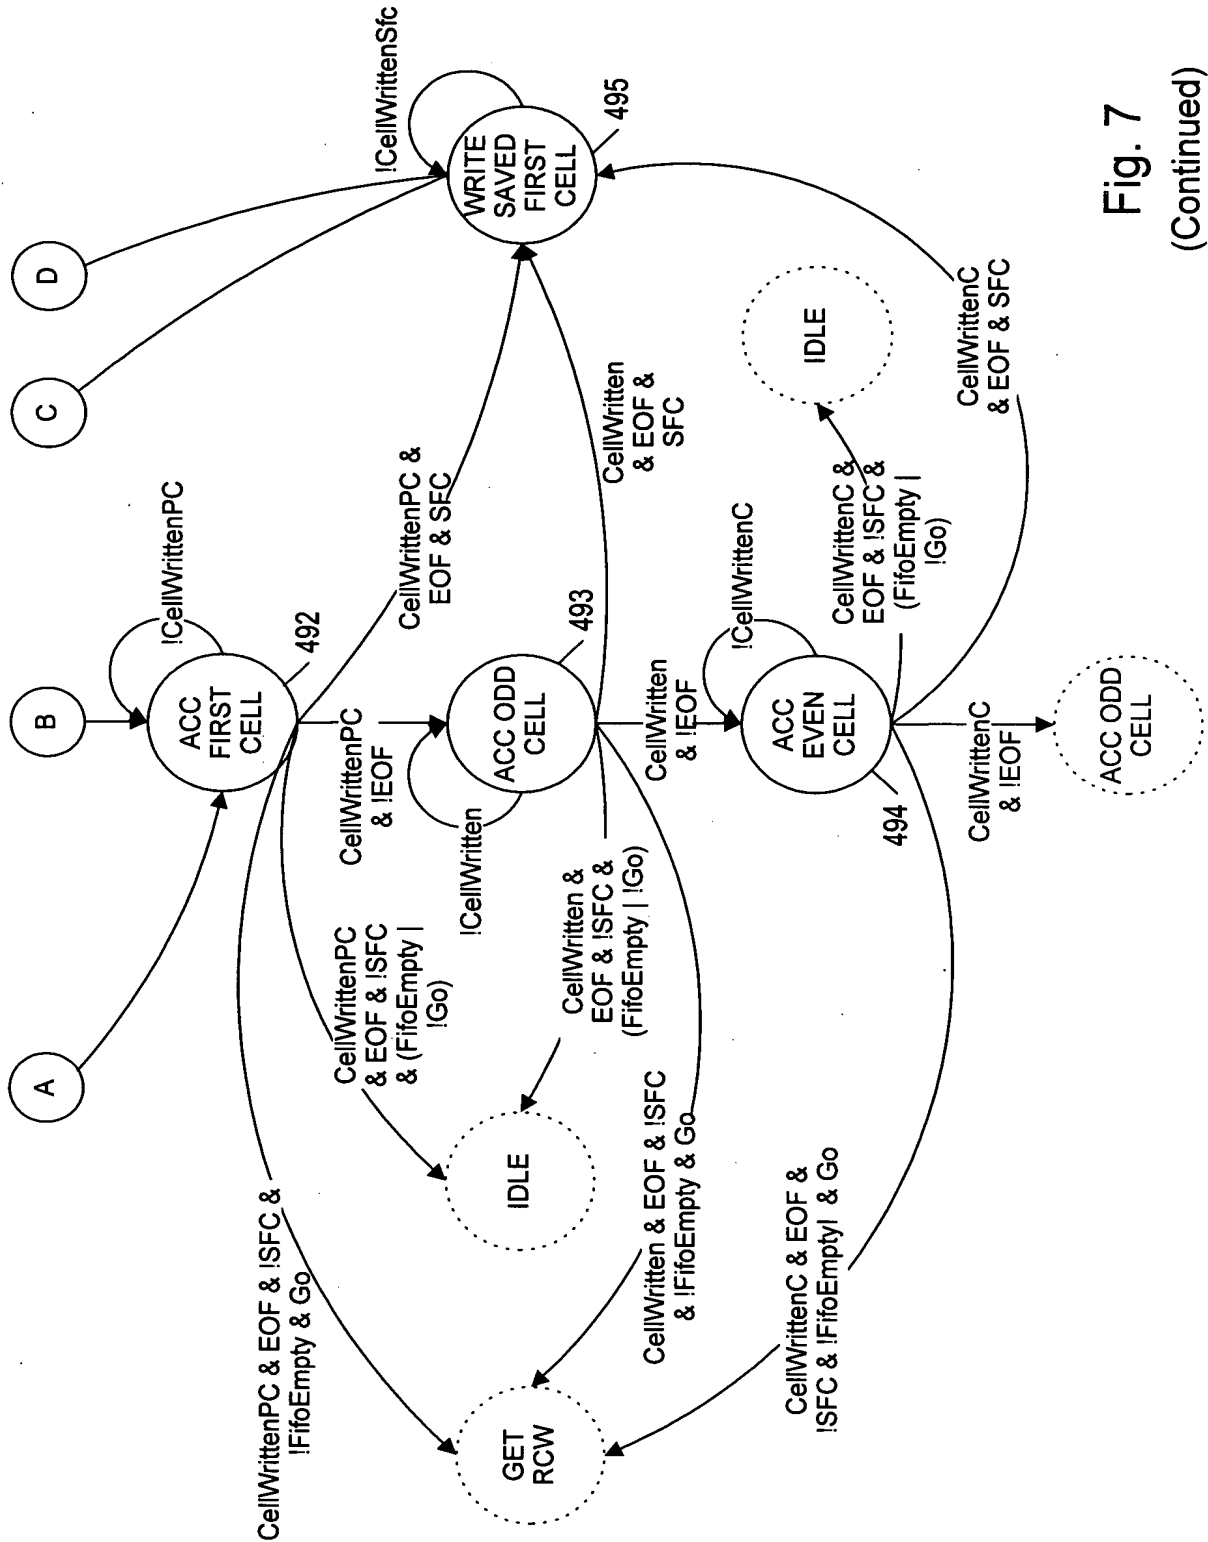 A
B
C
D
!CellWrittenPC
ACC
FIRST
CELL
492
!CellWrittenSfc
WRITE
SAVED
FIRST
CELL
495
CellWrittenPC & EOF & !SFC &
!FifoEmpty & Go
CellWrittenPC
& EOF & !SFC
& (FifoEmpty |
!Go)
CellWrittenPC
& !EOF
CellWrittenPC &
EOF & SFC
GET
RCW
IDLE
!CellWritten
ACC ODD
CELL
493
CellWritten &
EOF & !SFC &
(FifoEmpty | !Go)
CellWritten
& EOF &
SFC
CellWritten & EOF & !SFC
& !FifoEmpty & Go
CellWritten
& !EOF
!CellWrittenC
ACC
EVEN
CELL
494
CellWrittenC &
EOF & !SFC &
(FifoEmpty |
!Go)
IDLE
CellWrittenC & EOF &
!SFC & !FifoEmptyl & Go
CellWrittenC
& !EOF
CellWrittenC
& EOF & SFC
ACC ODD
CELL
Fig. 7
(Continued)